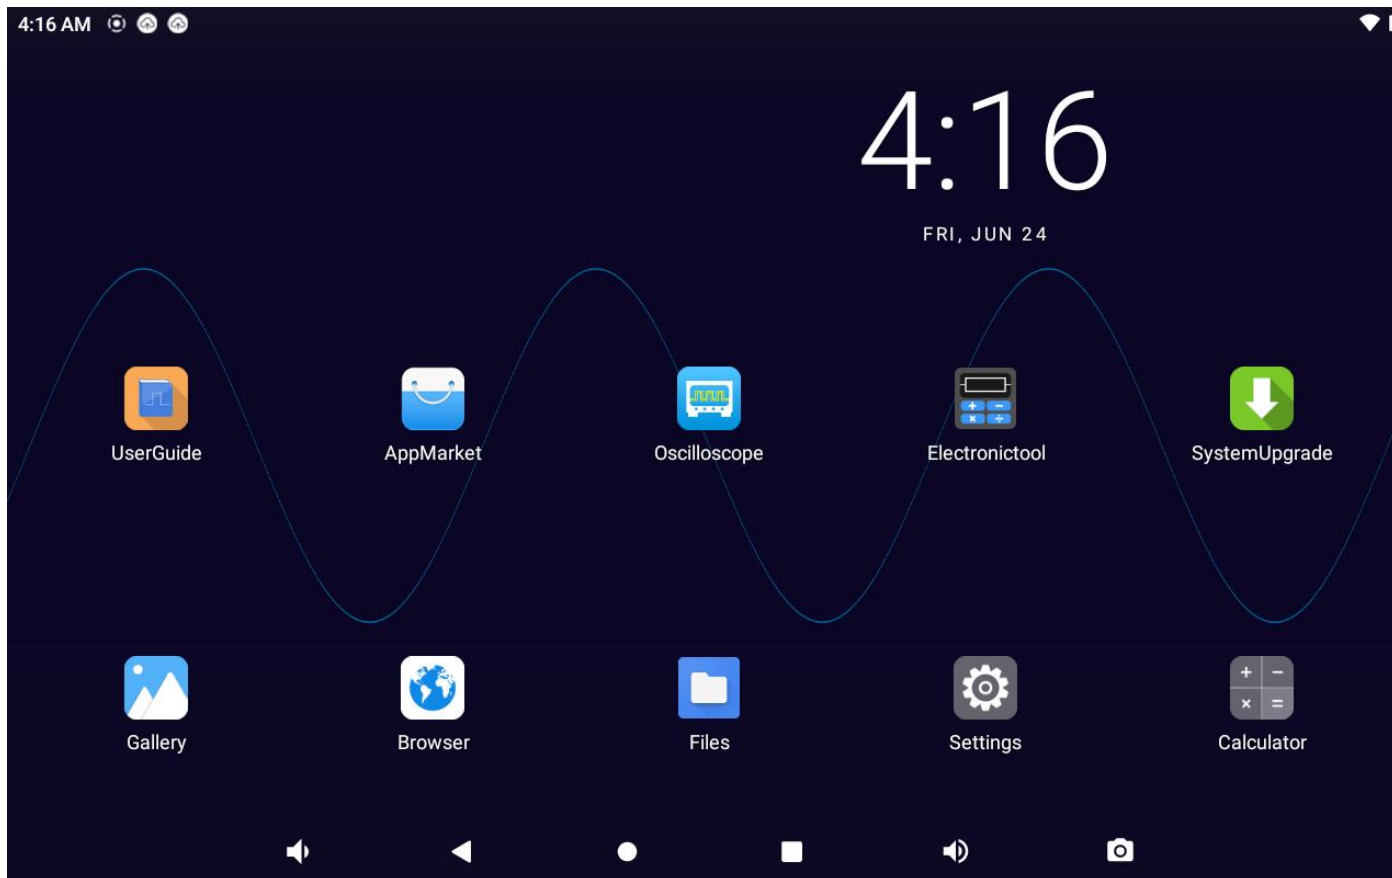 4:16 AM
4:16
FRI, JUN 24
UserGuide
AppMarket
Oscilloscope
Electronictool
SystemUpgrade
Gallery
Browser
Files
Settings
Calculator